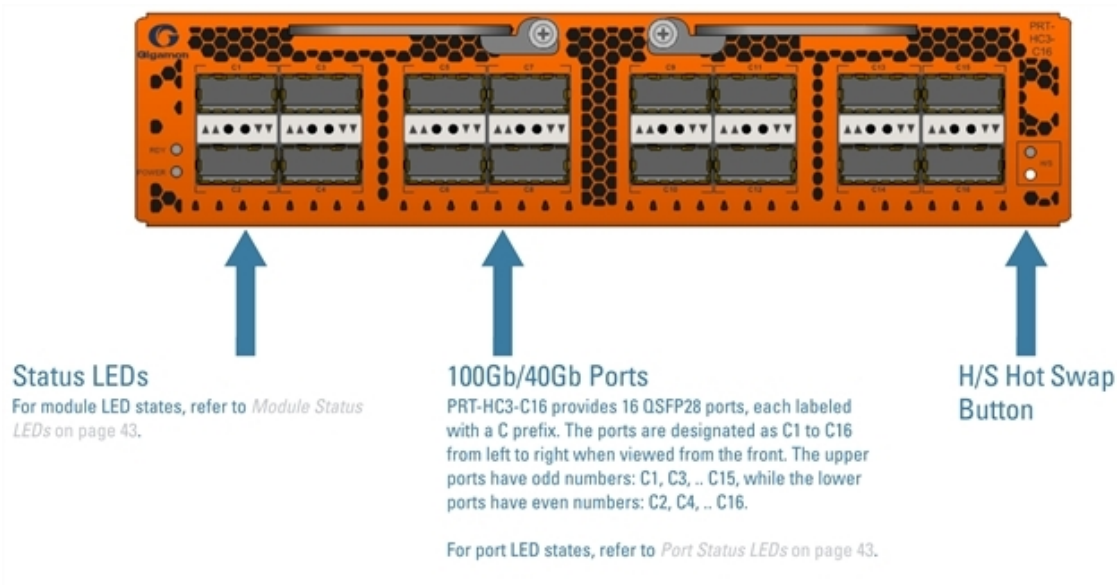 Gigamon
PRT-
HC3-
C16
C1 C3 C5 C7 C9 C11 C13 C15
RDY
POWER
H/S
C2 C4 C6 C8 C10 C12 C14 C16
Status LEDs
For module LED states, refer to Module Status
LEDs on page 43.
100Gb/40Gb Ports
PRT-HC3-C16 provides 16 QSFP28 ports, each labeled
with a C prefix. The ports are designated as C1 to C16
from left to right when viewed from the front. The upper
ports have odd numbers: C1, C3, .. C15, while the lower
ports have even numbers: C2, C4, .. C16.
For port LED states, refer to Port Status LEDs on page 43.
H/S Hot Swap
Button